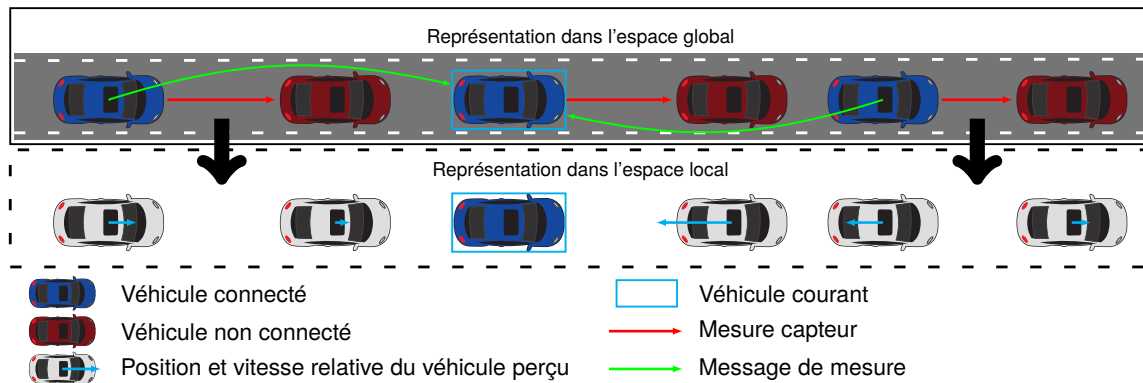 Représentation dans l'espace global
Représentation dans l'espace local
Véhicule connecté
Véhicule courant
Véhicule non connecté
Mesure capteur
Position et vitesse relative du véhicule perçu
Message de mesure